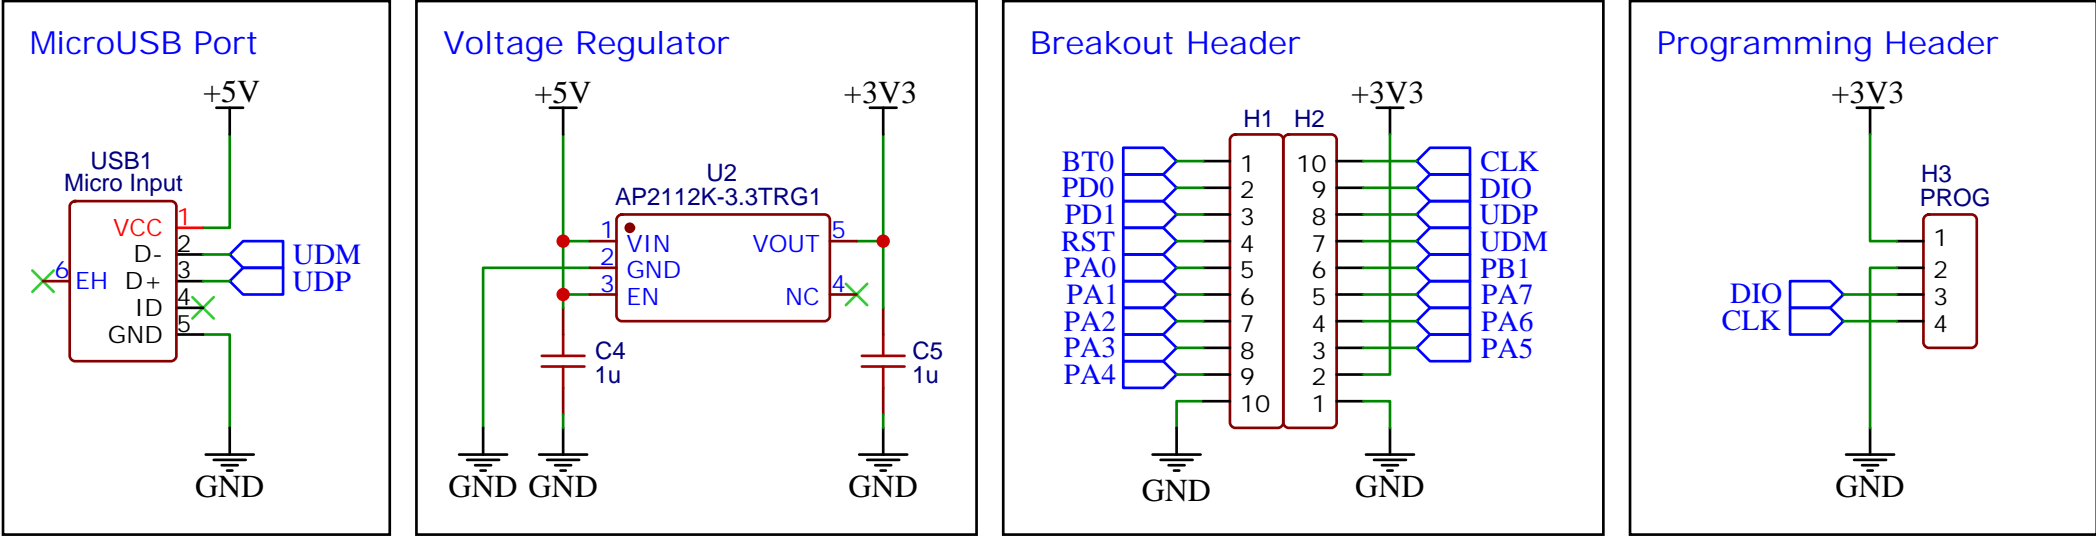 MicroUSB Port
+5V
USB1
Micro Input
VCC 1
D- 2 UDM
6 EH D+ 3 UDP
ID 4
GND 5
GND
Voltage Regulator
+5V +3V3
U2
AP2112K-3.3TRG1
1 VIN VOUT 5
2 GND
3 EN NC 4
C4 C5
1u 1u
GND GND GND
Breakout Header
+3V3
H1 H2
BT0 1 10 CLK
PD0 2 9 DIO
PD1 3 8 UDP
RST 4 7 UDM
PA0 5 6 PB1
PA1 6 5 PA7
PA2 7 4 PA6
PA3 8 3 PA5
PA4 9 2
10 1
GND GND
Programming Header
+3V3
H3
PROG
1
2
DIO 3
CLK 4
GND